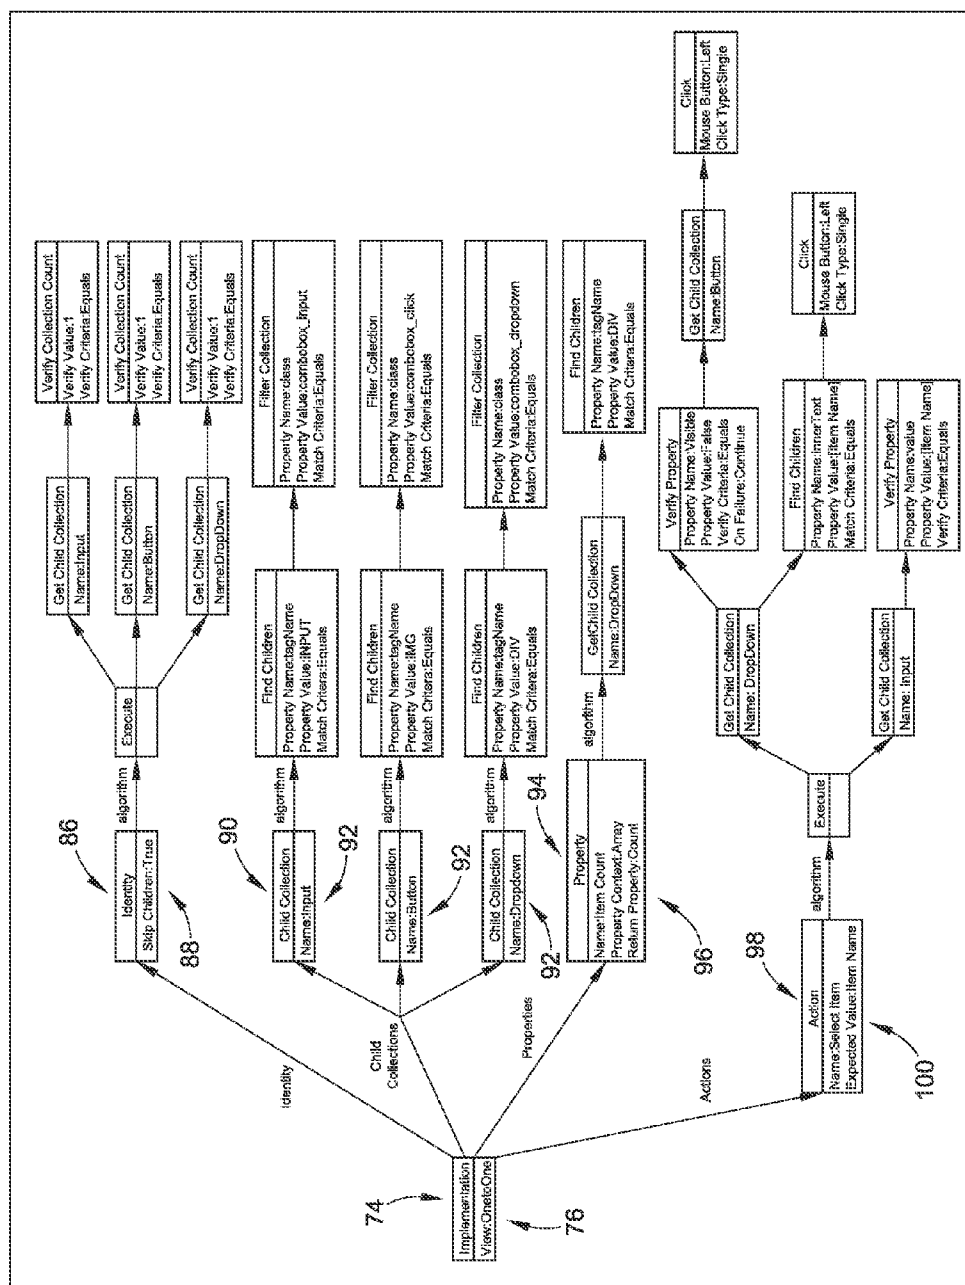 Implementation
View:OnetoOne
74
76
Identity
Child
Collections
Properties
Actions
86
Identity
Skip Children:True
88
algorithm
Execute
Get Child Collection
Name:Input
Verify Collection Count
Verify Value:1
Verify Criteria:Equals
Get Child Collection
Name:Button
Verify Collection Count
Verify Value:1
Verify Criteria:Equals
Get Child Collection
Name:DropDown
Verify Collection Count
Verify Value:1
Verify Criteria:Equals
90
Child Collection
Name:Input
92
algorithm
Find Children
Property Name:tagName
Property Value:INPUT
Match Criteria:Equals
Filter Collection
Property Name:class
Property Value:combobox_input
Match Criteria:Equals
Child Collection
Name:Button
92
algorithm
Find Children
Property Name:tagName
Property Value:IMG
Match Criteria:Equals
Filter Collection
Property Name:class
Property Value:combobox_click
Match Criteria:Equals
Child Collection
Name:Dropdown
92
algorithm
Find Children
Property Name:tagName
Property Value:DIV
Match Criteria:Equals
Filter Collection
Property Name:class
Property Value:combobox_dropdown
Match Criteria:Equals
94
Property
Name:Item Count
Property Context:Array
Return Property:Count
96
algorithm
GetChild Collection
Name:DropDown
Find Children
Property Name:tagName
Property Value:DIV
Match Criteria:Equals
98
Action
Name:Select Item
Expected Value:Item Name
100
algorithm
Execute
Get Child Collection
Name: DropDown
Verify Property
Property Name:Visible
Property Value:False
Verify Criteria:Equals
On Failure:Continue
Get Child Collection
Name:Button
Click
Mouse Button:Left
Click Type:Single
Find Children
Property Name:InnerText
Property Value:[Item Name]
Match Criteria:Equals
Click
Mouse Button:Left
Click Type:Single
Get Child Collection
Name: Input
Verify Property
Property Name:value
Property Value:[Item Name]
Verify Criteria:Equals